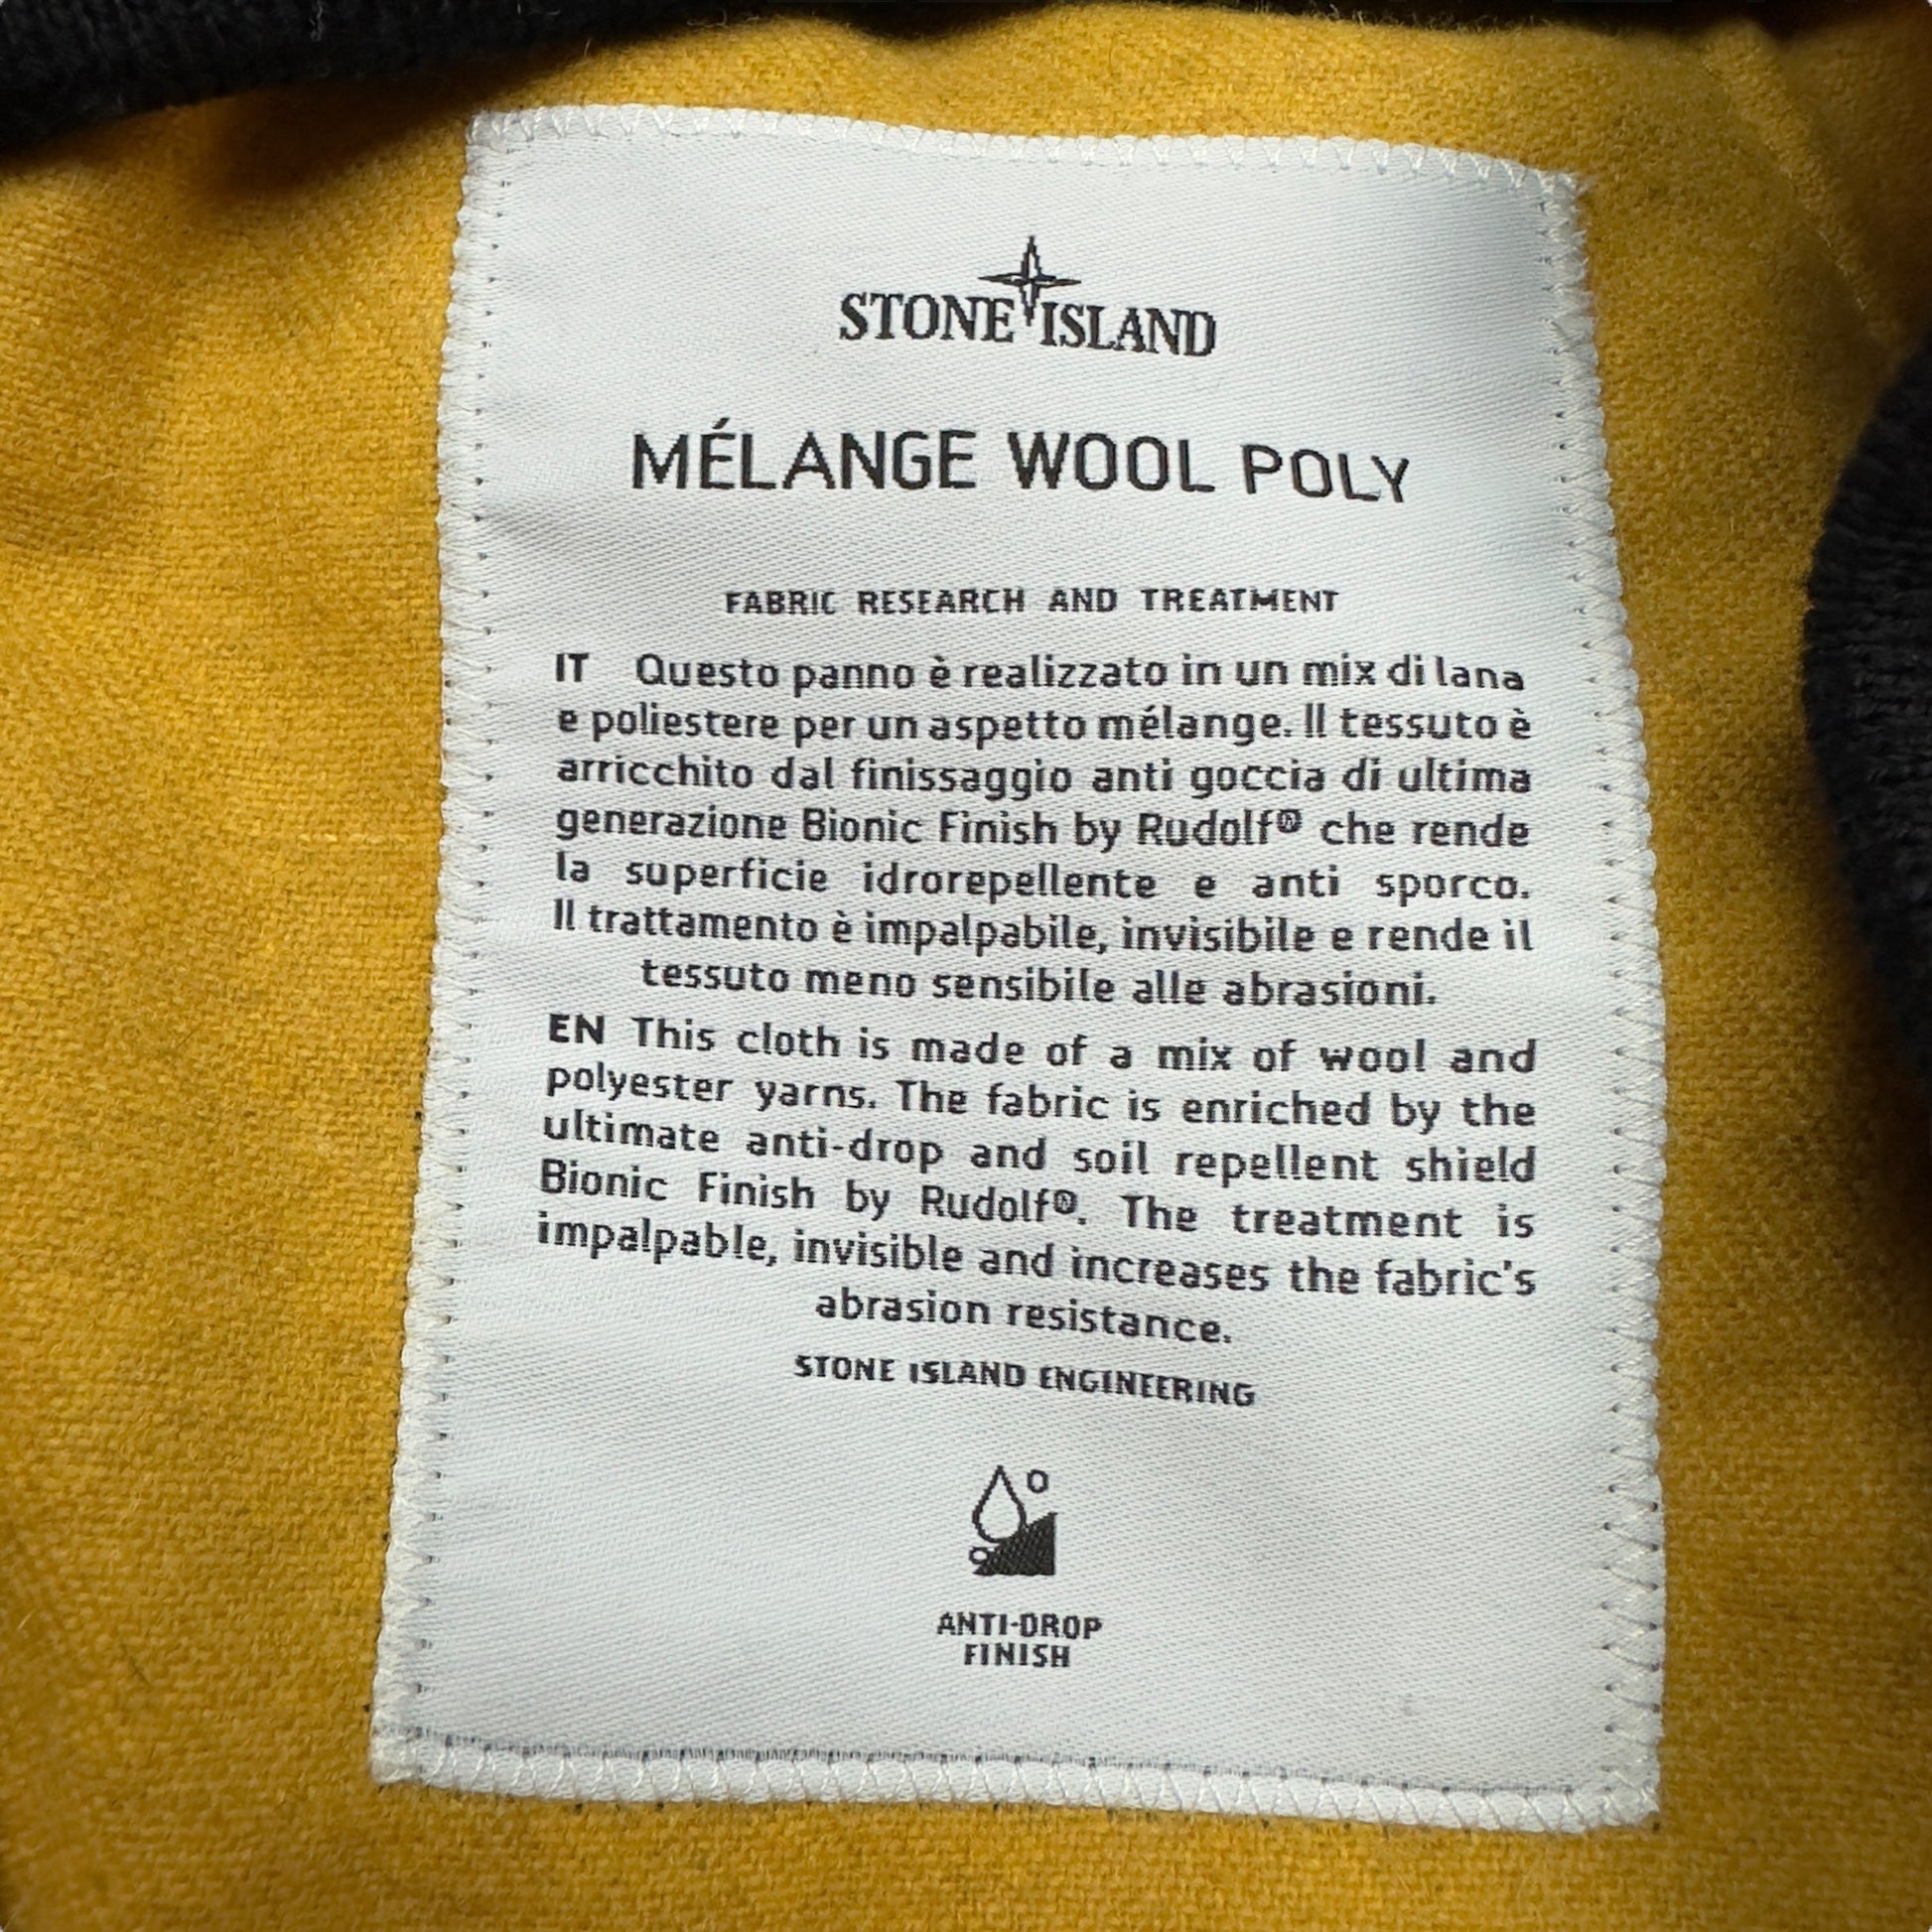 STONE ISLAND
MÉLANGE WOOL POLY
FABRIC RESEARCH AND TREATMENT
IT Questo panno è realizzato in un mix di lana
e poliestere per un aspetto mélange. Il tessuto è
arricchito dal finissaggio anti goccia di ultima
generazione Bionic Finish by Rudolf® che rende
la superficie idrorepellente e anti sporco.
Il trattamento è impalpabile, invisibile e rende il
tessuto meno sensibile alle abrasioni.
EN This cloth is made of a mix of wool and
polyester yarns. The fabric is enriched by the
ultimate anti-drop and soil repellent shield
Bionic Finish by Rudolf®. The treatment is
impalpable, invisible and increases the fabric's
abrasion resistance.
STONE ISLAND ENGINEERING
ANTI-DROP
FINISH